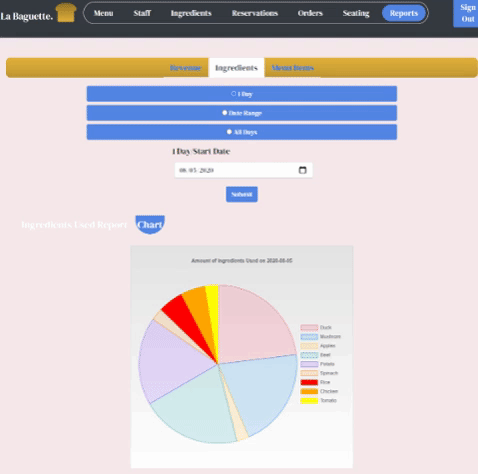 La Baguette.
Menu Staff Ingredients Reservations Orders Seating Reports
Sign Out
Revenue Ingredients Menu Items
1 Day
Date Range
All Days
1 Day/Start Date
08/05/2020
Submit
Ingredients Used Report Chart
Amount of Ingredients Used on 2020-08-05
Duck
Mushroom
Apples
Beef
Potato
Spinach
Rice
Chicken
Tomato